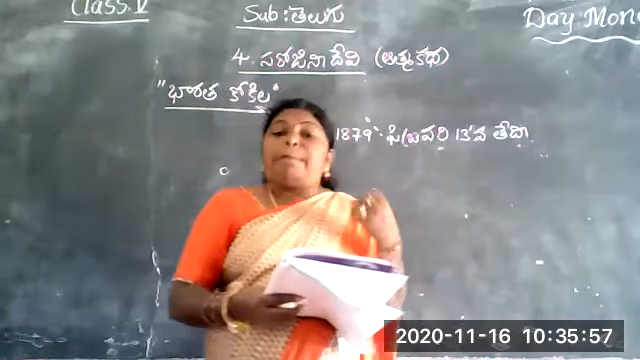 Class: V
Sub: తెలుగు
Day: Mon
4. సరోజినీ దేవి (ఆత్మకథ)
"భారత కోకిల"
1879 ఫిబ్రవరి 13వ తేదీ
2020-11-16 10:35:57